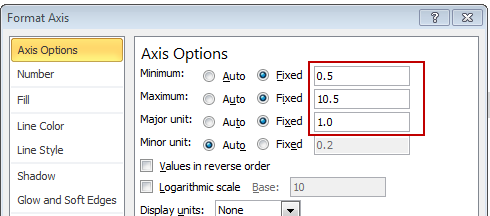 Format Axis
Axis Options
Number
Fill
Line Color
Line Style
Shadow
Glow and Soft Edges
Axis Options
Minimum: Auto Fixed 0.5
Maximum: Auto Fixed 10.5
Major unit: Auto Fixed 1.0
Minor unit: Auto Fixed 0.2
Values in reverse order
Logarithmic scale Base: 10
Display units: None